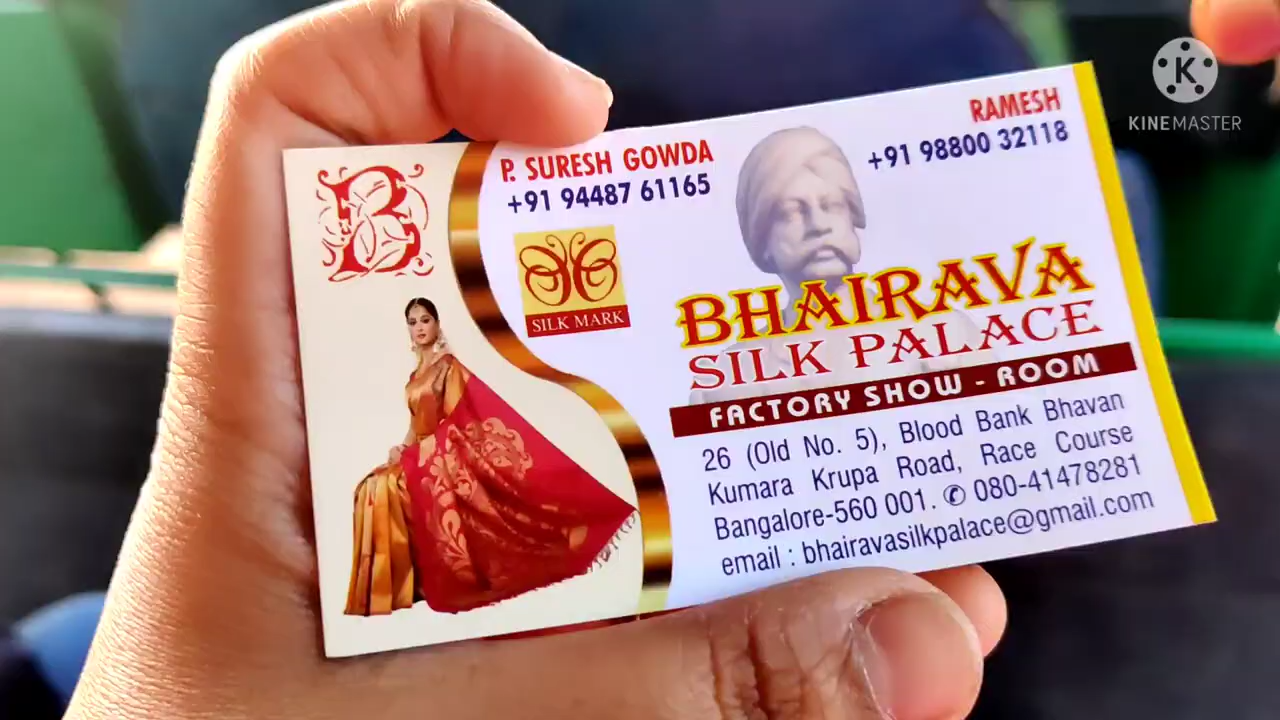 B
P. SURESH GOWDA
+91 94487 61165
RAMESH
+91 98800 32118
SILK MARK
BHAIRAVA
SILK PALACE
FACTORY SHOW - ROOM
26 (Old No. 5), Blood Bank Bhavan
Kumara Krupa Road, Race Course
Bangalore-560 001. ✆ 080-41478281
email : bhairavasilkpalace@gmail.com
K
KINEMASTER